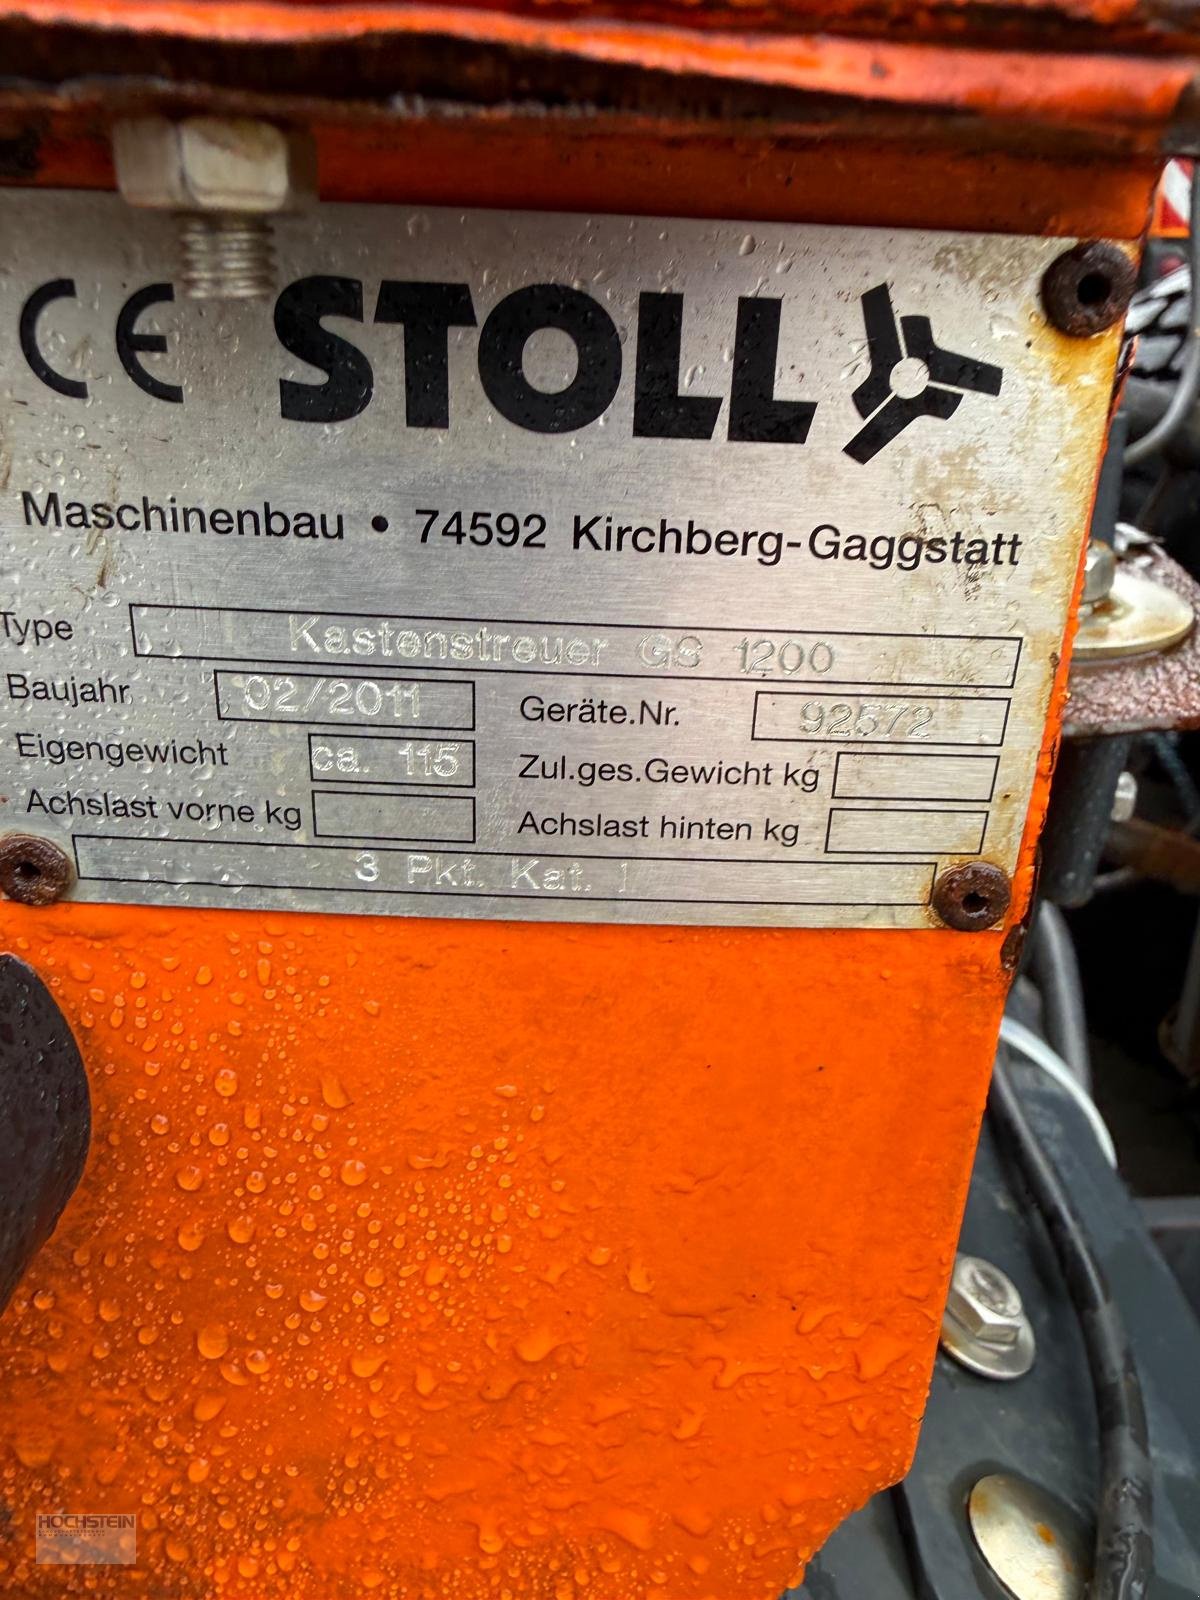 CE STOLL
Maschinenbau • 74592 Kirchberg-Gaggstatt
Type Kastenstreuer GS 1200
Baujahr 02/2011 Geräte.Nr. 92572
Eigengewicht ca. 115 Zul.ges.Gewicht kg
Achslast vorne kg Achslast hinten kg
3 Pkt. Kat. 1
HOCHSTEIN